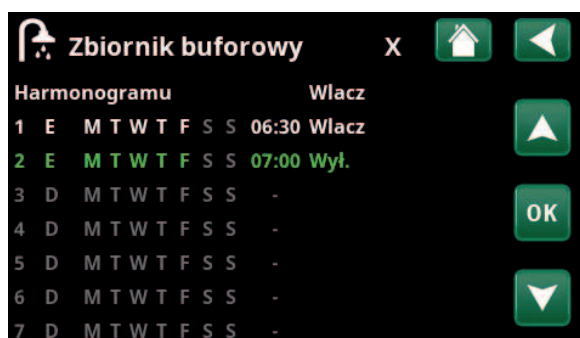 Zbiornik buforowy X
Harmonogramu Wlacz
1 E M T W T F S S 06:30 Wlacz
2 E M T W T F S S 07:00 Wył.
3 D M T W T F S S -
4 D M T W T F S S -
OK
5 D M T W T F S S -
6 D M T W T F S S -
7 D M T W T F S S -